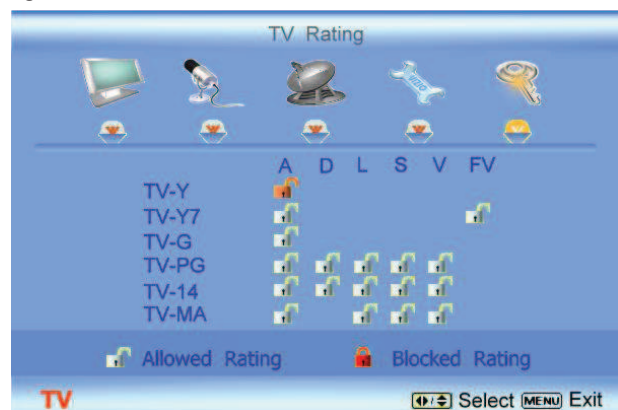 TV Rating
VIZIO
A D L S V FV
TV-Y
TV-Y7
TV-G
TV-PG
TV-14
TV-MA
Allowed Rating Blocked Rating
TV Select MENU Exit